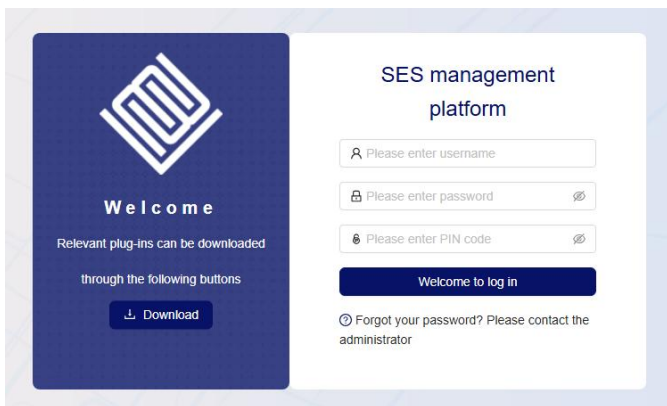 Welcome
Relevant plug-ins can be downloaded
through the following buttons
Download
SES management
platform
Please enter username
Please enter password
Please enter PIN code
Welcome to log in
Forgot your password? Please contact the
administrator